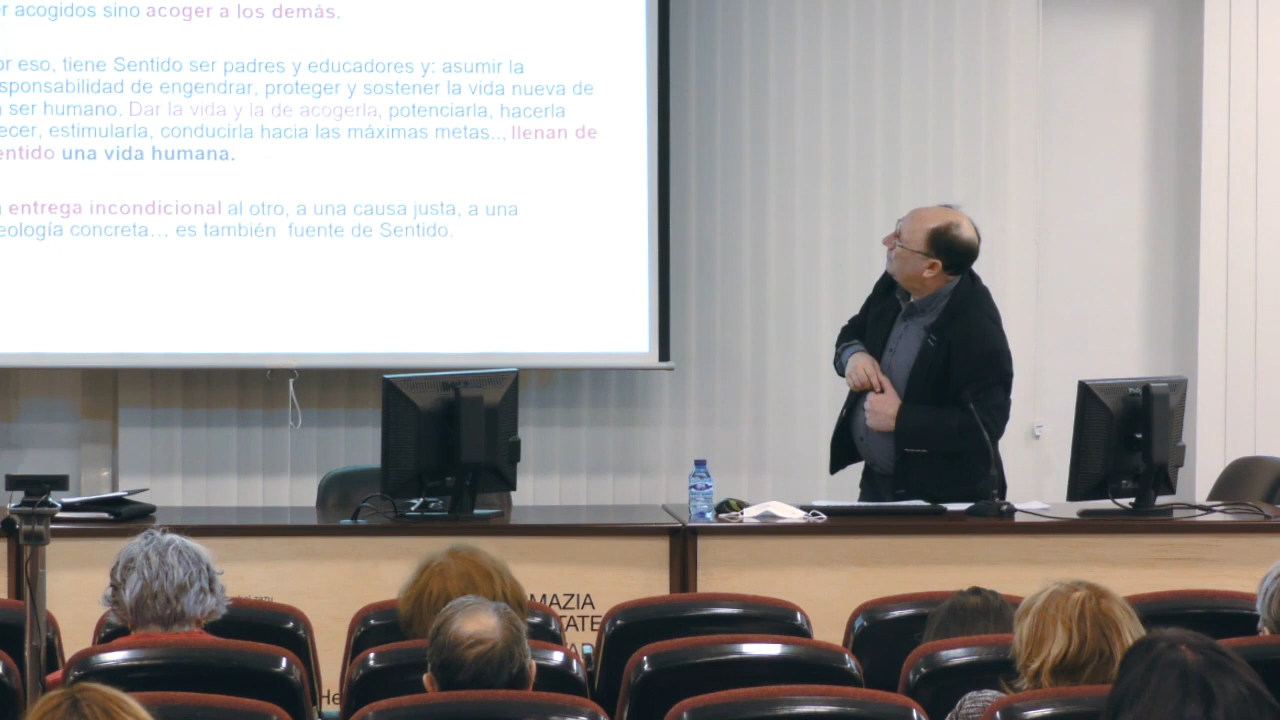 r acogidos sino acoger a los demás.
or eso, tiene Sentido ser padres y educadores y: asumir la
sponsabilidad de engendrar, proteger y sostener la vida nueva de
ser humano. Dar la vida y la de acogerla, potenciarla, hacerla
ecer, estimularla, conducirla hacia las máximas metas.., llenan de
entido una vida humana.
entrega incondicional al otro, a una causa justa, a una
eología concreta... es también fuente de Sentido.
MAZIA
TATE
A
He